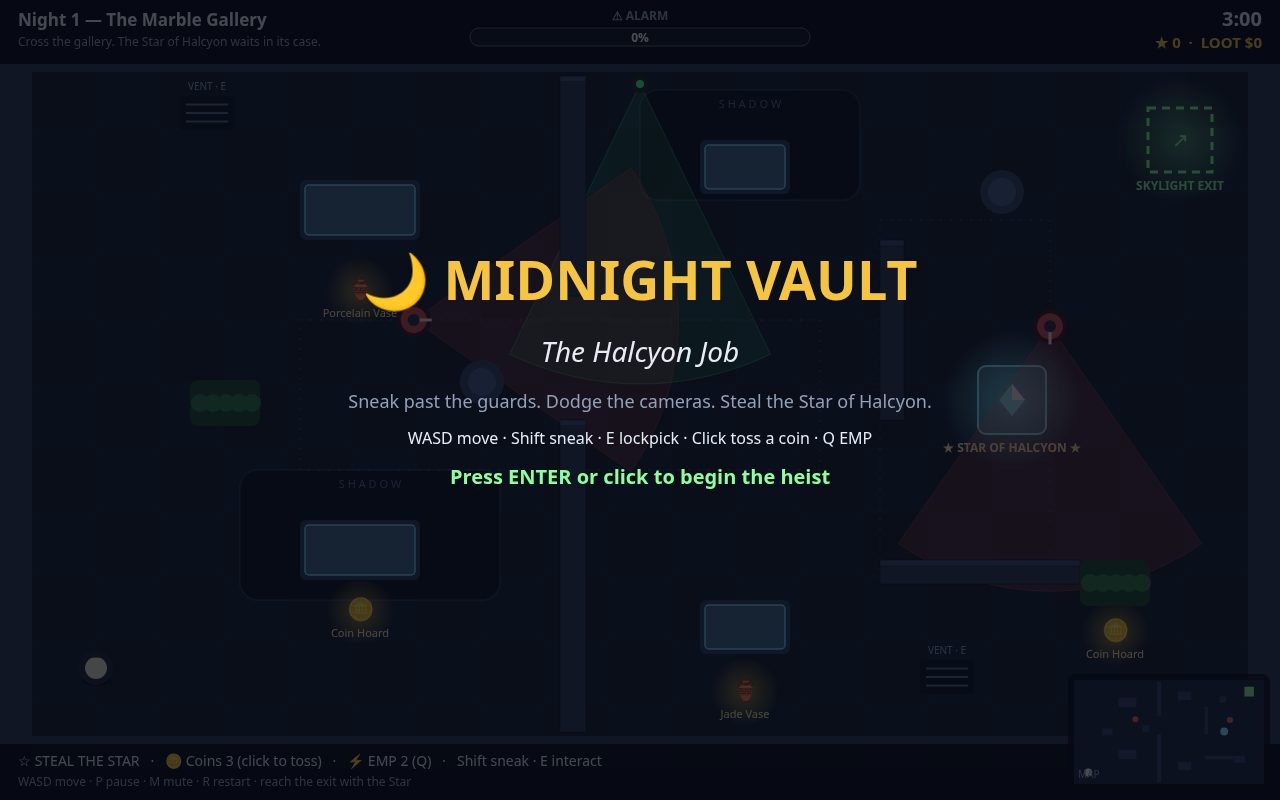 Night 1 — The Marble Gallery
Cross the gallery. The Star of Halcyon waits in its case.
⚠ ALARM
0%
3:00
★ 0 · LOOT $0
VENT · E
SHADOW
↗
SKYLIGHT EXIT
🌙 MIDNIGHT VAULT
Porcelain Vase
The Halcyon Job
Sneak past the guards. Dodge the cameras. Steal the Star of Halcyon.
WASD move · Shift sneak · E lockpick · Click toss a coin · Q EMP
★ STAR OF HALCYON ★
Press ENTER or click to begin the heist
SHADOW
Coin Hoard
VENT · E
Coin Hoard
Jade Vase
MAP
☆ STEAL THE STAR · 🪙 Coins 3 (click to toss) · ⚡ EMP 2 (Q) · Shift sneak · E interact
WASD move · P pause · M mute · R restart · reach the exit with the Star